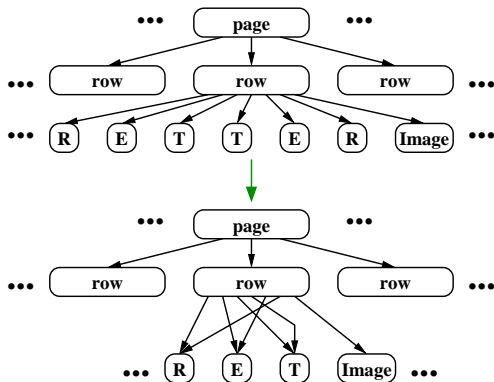 ••• page •••
••• row row row •••
••• R E T T E R Image •••
••• page •••
••• row row row •••
••• R E T Image •••